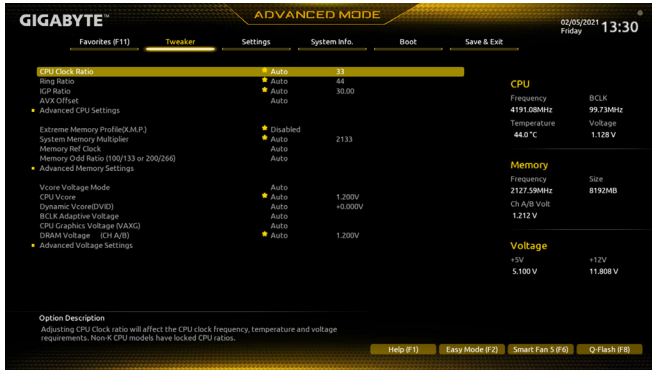 GIGABYTE™
ADVANCED MODE
02/05/2021
Friday
13:30
Favorites (F11) Tweaker Settings System Info. Boot Save & Exit
CPU Clock Ratio Auto 33
Ring Ratio Auto 44
IGP Ratio Auto 30.00
AVX Offset Auto
Advanced CPU Settings
Extreme Memory Profile(X.M.P.) Disabled
System Memory Multiplier Auto 2133
Memory Ref Clock Auto
Memory Odd Ratio (100/133 or 200/266) Auto
Advanced Memory Settings
Vcore Voltage Mode Auto
CPU Vcore Auto 1.200V
Dynamic Vcore(DVID) Auto +0.000V
BCLK Adaptive Voltage Auto
CPU Graphics Voltage (VAXG) Auto
DRAM Voltage (CH A/B) Auto 1.200V
Advanced Voltage Settings
CPU
Frequency BCLK
4191.08MHz 99.73MHz
Temperature Voltage
44.0 °C 1.128 V
Memory
Frequency Size
2127.59MHz 8192MB
Ch A/B Volt
1.212 V
Voltage
+5V +12V
5.100 V 11.808 V
Option Description
Adjusting CPU Clock ratio will affect the CPU clock frequency, temperature and voltage
requirements. Non-K CPU models have locked CPU ratios.
Help (F1) Easy Mode (F2) Smart Fan 5 (F6) Q-Flash (F8)